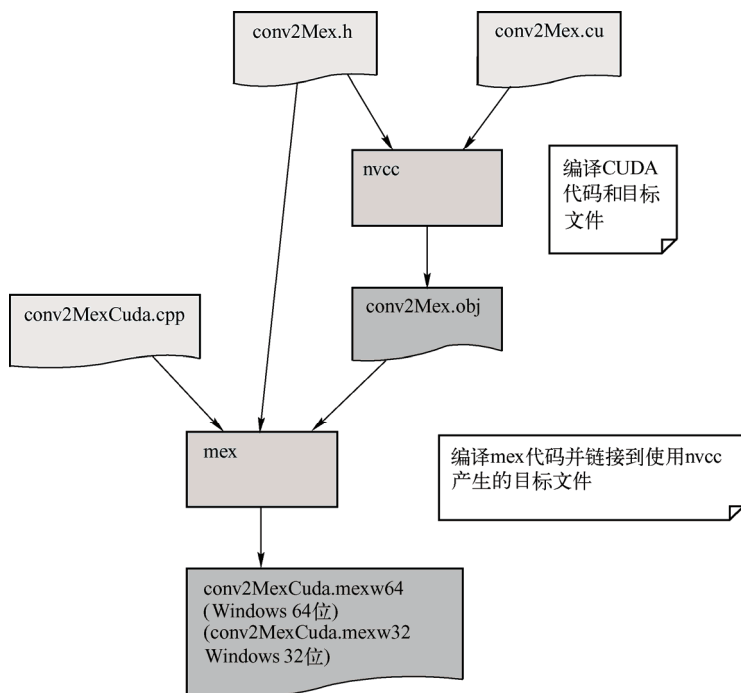 conv2Mex.h
conv2Mex.cu
nvcc
编译CUDA
代码和目标
文件
conv2MexCuda.cpp
conv2Mex.obj
mex
编译mex代码并链接到使用nvcc
产生的目标文件
conv2MexCuda.mexw64
(Windows 64位)
(conv2MexCuda.mexw32
Windows 32位)